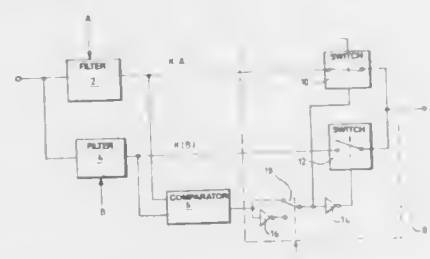 A
FILTER
2
K A
SWITCH
10
FILTER
4
K(B)
SWITCH
12
B
COMPARATOR
6
18
16
14
8